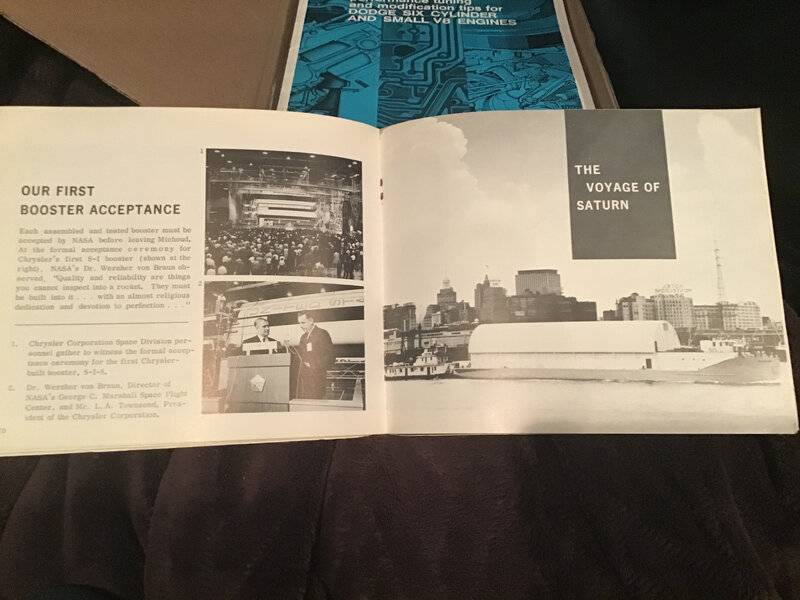 performance tuning
and modification tips for
DODGE SIX CYLINDER
AND SMALL V8 ENGINES
OUR FIRST
BOOSTER ACCEPTANCE
Each assembled and tested booster must be
accepted by NASA before leaving Michoud.
At the formal acceptance ceremony for
Chrysler's first S-I booster (shown at the
right), NASA's Dr. Wernher von Braun ob-
served, "Quality and reliability are things
you cannot inspect into a rocket. They must
be built into it . . . with an almost religious
dedication and devotion to perfection . . ."
1. Chrysler Corporation Space Division per-
sonnel gather to witness the formal accep-
tance ceremony for the first Chrysler-
built booster, S-I-8.
2. Dr. Wernher von Braun, Director of
NASA's George C. Marshall Space Flight
Center, and Mr. L. A. Townsend, Presi-
dent of the Chrysler Corporation.
1
2
UNITED STA
THE
VOYAGE OF
SATURN